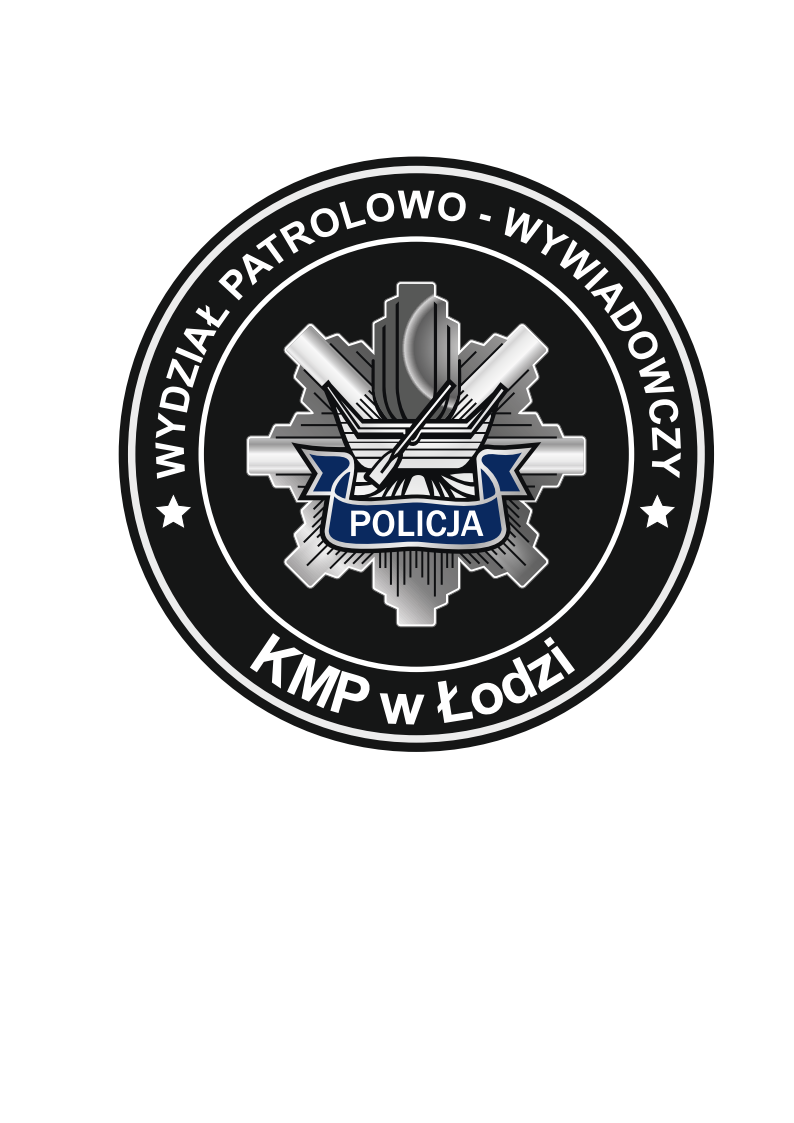 WYDZIAŁ PATROLOWO - WYWIADOWCZY
POLICJA
KMP w Łodzi